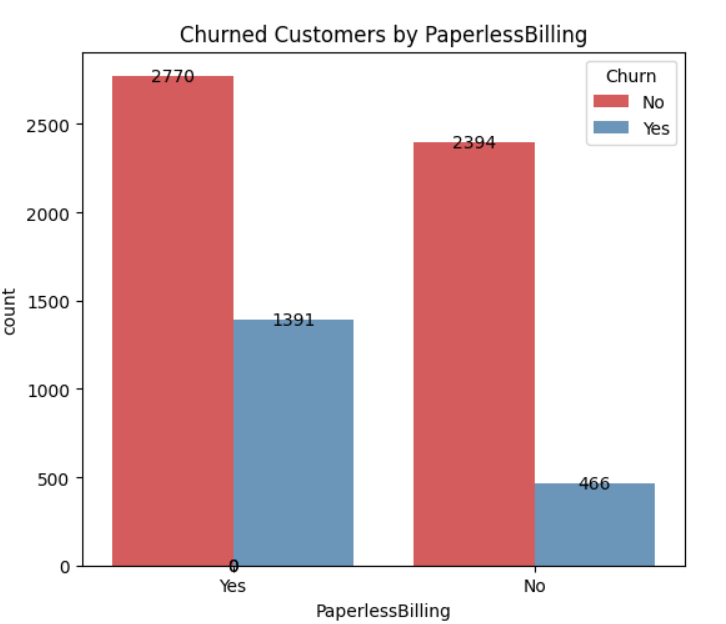 Churned Customers by PaperlessBilling
Churn
No
Yes
2770
2394
1391
466
0
2500
2000
1500
1000
500
0
count
Yes
No
PaperlessBilling